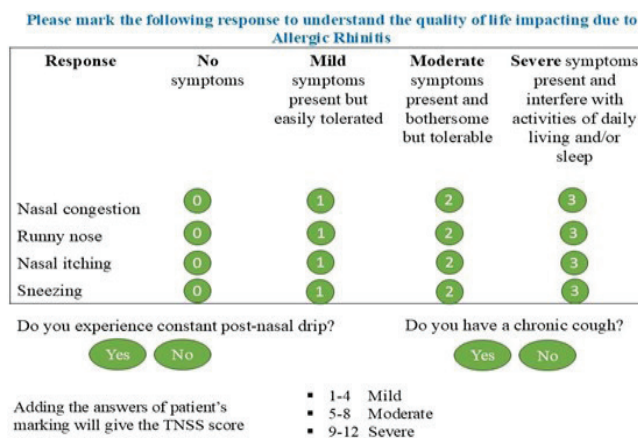 Please mark the following response to understand the quality of life impacting due to
Allergic Rhinitis
Response No Mild Moderate Severe symptoms
symptoms symptoms symptoms present and
present but present and interfere with
easily tolerated bothersome activities of daily
but tolerable living and/or
sleep
Nasal congestion 0 1 2 3
Runny nose 0 1 2 3
Nasal itching 0 1 2 3
Sneezing 0 1 2 3
Do you experience constant post-nasal drip? Do you have a chronic cough?
Yes No Yes No
▪ 1-4 Mild
Adding the answers of patient's ▪ 5-8 Moderate
marking will give the TNSS score ▪ 9-12 Severe